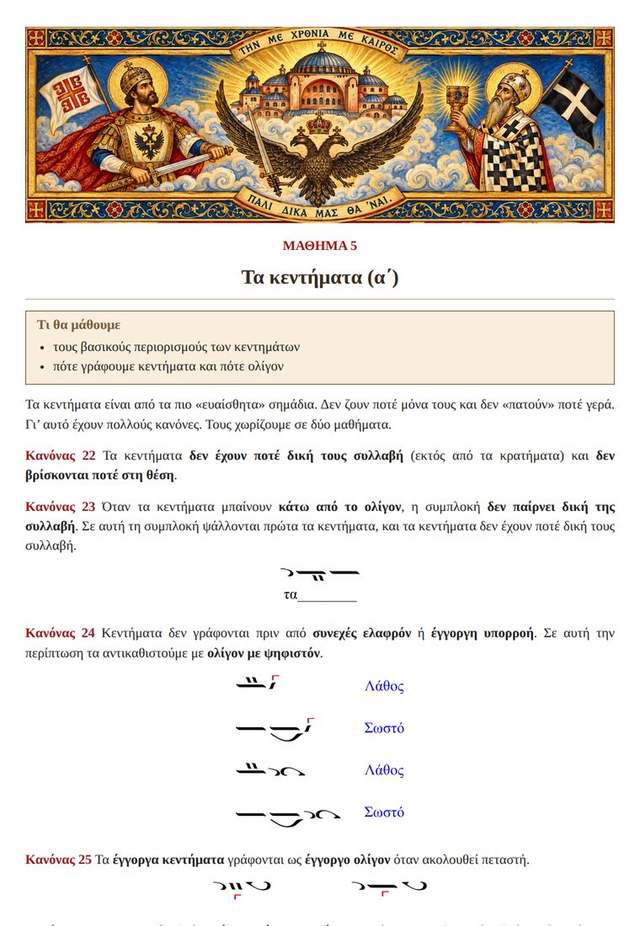 ΤΗΝ ΜΕ ΧΡΟΝΙΑ ΜΕ ΚΑΙΡΟΣ
ΠΑΛΙ ΔΙΚΑ ΜΑΣ ΘΑ 'ΝΑΙ.
ΜΑΘΗΜΑ 5
Τα κεντήματα (α΄)
Τι θα μάθουμε
• τους βασικούς περιορισμούς των κεντημάτων
• πότε γράφουμε κεντήματα και πότε ολίγον
Τα κεντήματα είναι από τα πιο «ευαίσθητα» σημάδια. Δεν ζουν ποτέ μόνα τους και δεν «πατούν» ποτέ γερά.
Γι’ αυτό έχουν πολλούς κανόνες. Τους χωρίζουμε σε δύο μαθήματα.
Κανόνας 22 Τα κεντήματα δεν έχουν ποτέ δική τους συλλαβή (εκτός από τα κρατήματα) και δεν
βρίσκονται ποτέ στη θέση.
Κανόνας 23 Όταν τα κεντήματα μπαίνουν κάτω από το ολίγον, η συμπλοκή δεν παίρνει δική της
συλλαβή. Σε αυτή τη συμπλοκή ψάλλονται πρώτα τα κεντήματα, και τα κεντήματα δεν έχουν ποτέ δική τους
συλλαβή.
τα_________
Κανόνας 24 Κεντήματα δεν γράφονται πριν από συνεχές ελαφρόν ή έγγοργη υπορροή. Σε αυτή την
περίπτωση τα αντικαθιστούμε με ολίγον με ψηφιστόν.
Λάθος
Σωστό
Λάθος
Σωστό
Κανόνας 25 Τα έγγοργα κεντήματα γράφονται ως έγγοργο ολίγον όταν ακολουθεί πεταστή.